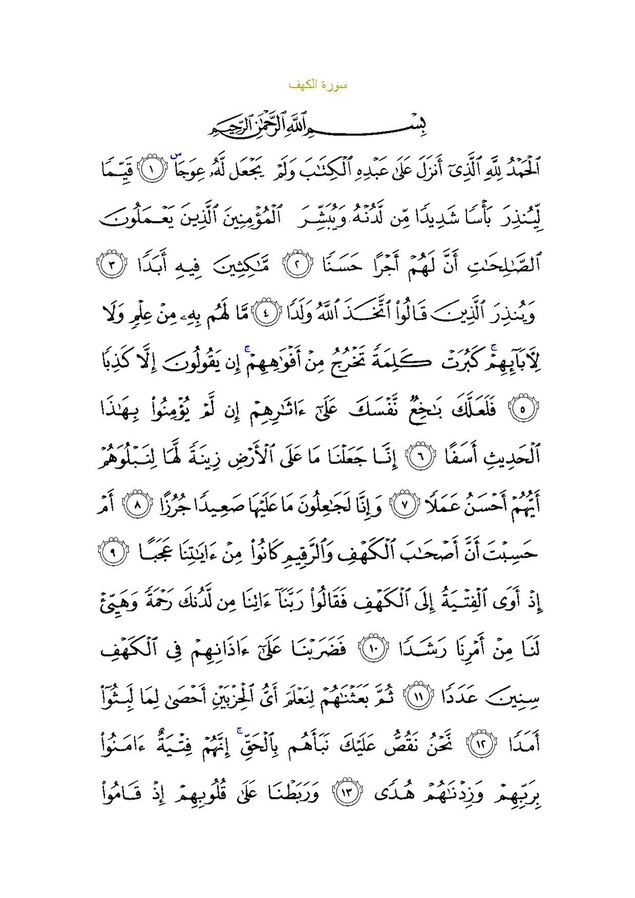 سورة الكهف
بِسْمِ ٱللَّهِ ٱلرَّحْمَٰنِ ٱلرَّحِيمِ
ٱلْحَمْدُ لِلَّهِ ٱلَّذِىٓ أَنزَلَ عَلَىٰ عَبْدِهِ ٱلْكِتَٰبَ وَلَمْ يَجْعَل لَّهُۥ عِوَجَاۜ ١ قَيِّمًا
لِّيُنذِرَ بَأْسًا شَدِيدًا مِّن لَّدُنْهُ وَيُبَشِّرَ ٱلْمُؤْمِنِينَ ٱلَّذِينَ يَعْمَلُونَ
ٱلصَّٰلِحَٰتِ أَنَّ لَهُمْ أَجْرًا حَسَنًا ٢ مَّٰكِثِينَ فِيهِ أَبَدًا ٣
وَيُنذِرَ ٱلَّذِينَ قَالُوا۟ ٱتَّخَذَ ٱللَّهُ وَلَدًا ٤ مَّا لَهُم بِهِۦ مِنْ عِلْمٍ وَلَا
لِءَابَآئِهِمْ ۚ كَبُرَتْ كَلِمَةً تَخْرُجُ مِنْ أَفْوَٰهِهِمْ ۚ إِن يَقُولُونَ إِلَّا كَذِبًا
٥ فَلَعَلَّكَ بَٰخِعٌ نَّفْسَكَ عَلَىٰٓ ءَاثَٰرِهِمْ إِن لَّمْ يُؤْمِنُوا۟ بِهَٰذَا
ٱلْحَدِيثِ أَسَفًا ٦ إِنَّا جَعَلْنَا مَا عَلَى ٱلْأَرْضِ زِينَةً لَّهَا لِنَبْلُوَهُمْ
أَيُّهُمْ أَحْسَنُ عَمَلًا ٧ وَإِنَّا لَجَٰعِلُونَ مَا عَلَيْهَا صَعِيدًا جُرُزًا ٨ أَمْ
حَسِبْتَ أَنَّ أَصْحَٰبَ ٱلْكَهْفِ وَٱلرَّقِيمِ كَانُوا۟ مِنْ ءَايَٰتِنَا عَجَبًا ٩
إِذْ أَوَى ٱلْفِتْيَةُ إِلَى ٱلْكَهْفِ فَقَالُوا۟ رَبَّنَآ ءَاتِنَا مِن لَّدُنكَ رَحْمَةً وَهَيِّئْ
لَنَا مِنْ أَمْرِنَا رَشَدًا ١٠ فَضَرَبْنَا عَلَىٰٓ ءَاذَانِهِمْ فِى ٱلْكَهْفِ
سِنِينَ عَدَدًا ١١ ثُمَّ بَعَثْنَٰهُمْ لِنَعْلَمَ أَىُّ ٱلْحِزْبَيْنِ أَحْصَىٰ لِمَا لَبِثُوٓا۟
أَمَدًا ١٢ نَّحْنُ نَقُصُّ عَلَيْكَ نَبَأَهُم بِٱلْحَقِّ ۚ إِنَّهُمْ فِتْيَةٌ ءَامَنُوا۟
بِرَبِّهِمْ وَزِدْنَٰهُمْ هُدًى ١٣ وَرَبَطْنَا عَلَىٰ قُلُوبِهِمْ إِذْ قَامُوا۟